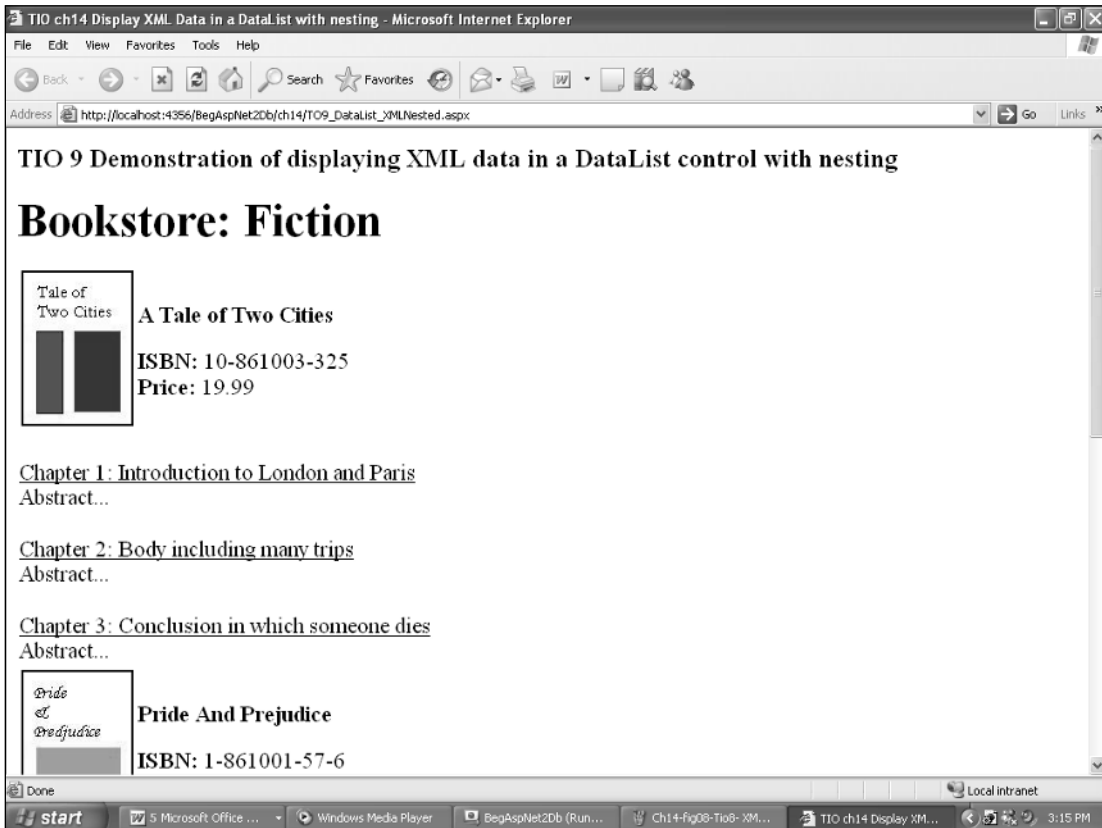 TIO ch14 Display XML Data in a DataList with nesting - Microsoft Internet Explorer
File Edit View Favorites Tools Help
Back Search Favorites
Address http://localhost:4356/BegAspNet2Db/ch14/TO9_DataList_XMLNested.aspx Go Links »
TIO 9 Demonstration of displaying XML data in a DataList control with nesting
Bookstore: Fiction
Tale of
Two Cities
A Tale of Two Cities
ISBN: 10-861003-325
Price: 19.99
Chapter 1: Introduction to London and Paris
Abstract...
Chapter 2: Body including many trips
Abstract...
Chapter 3: Conclusion in which someone dies
Abstract...
Pride
&
Predjudice
Pride And Prejudice
ISBN: 1-861001-57-6
Done Local intranet
start 5 Microsoft Office ... Windows Media Player BegAspNet2Db (Run... Ch14-fig08-Tio8- XM... TIO ch14 Display XM... 3:15 PM